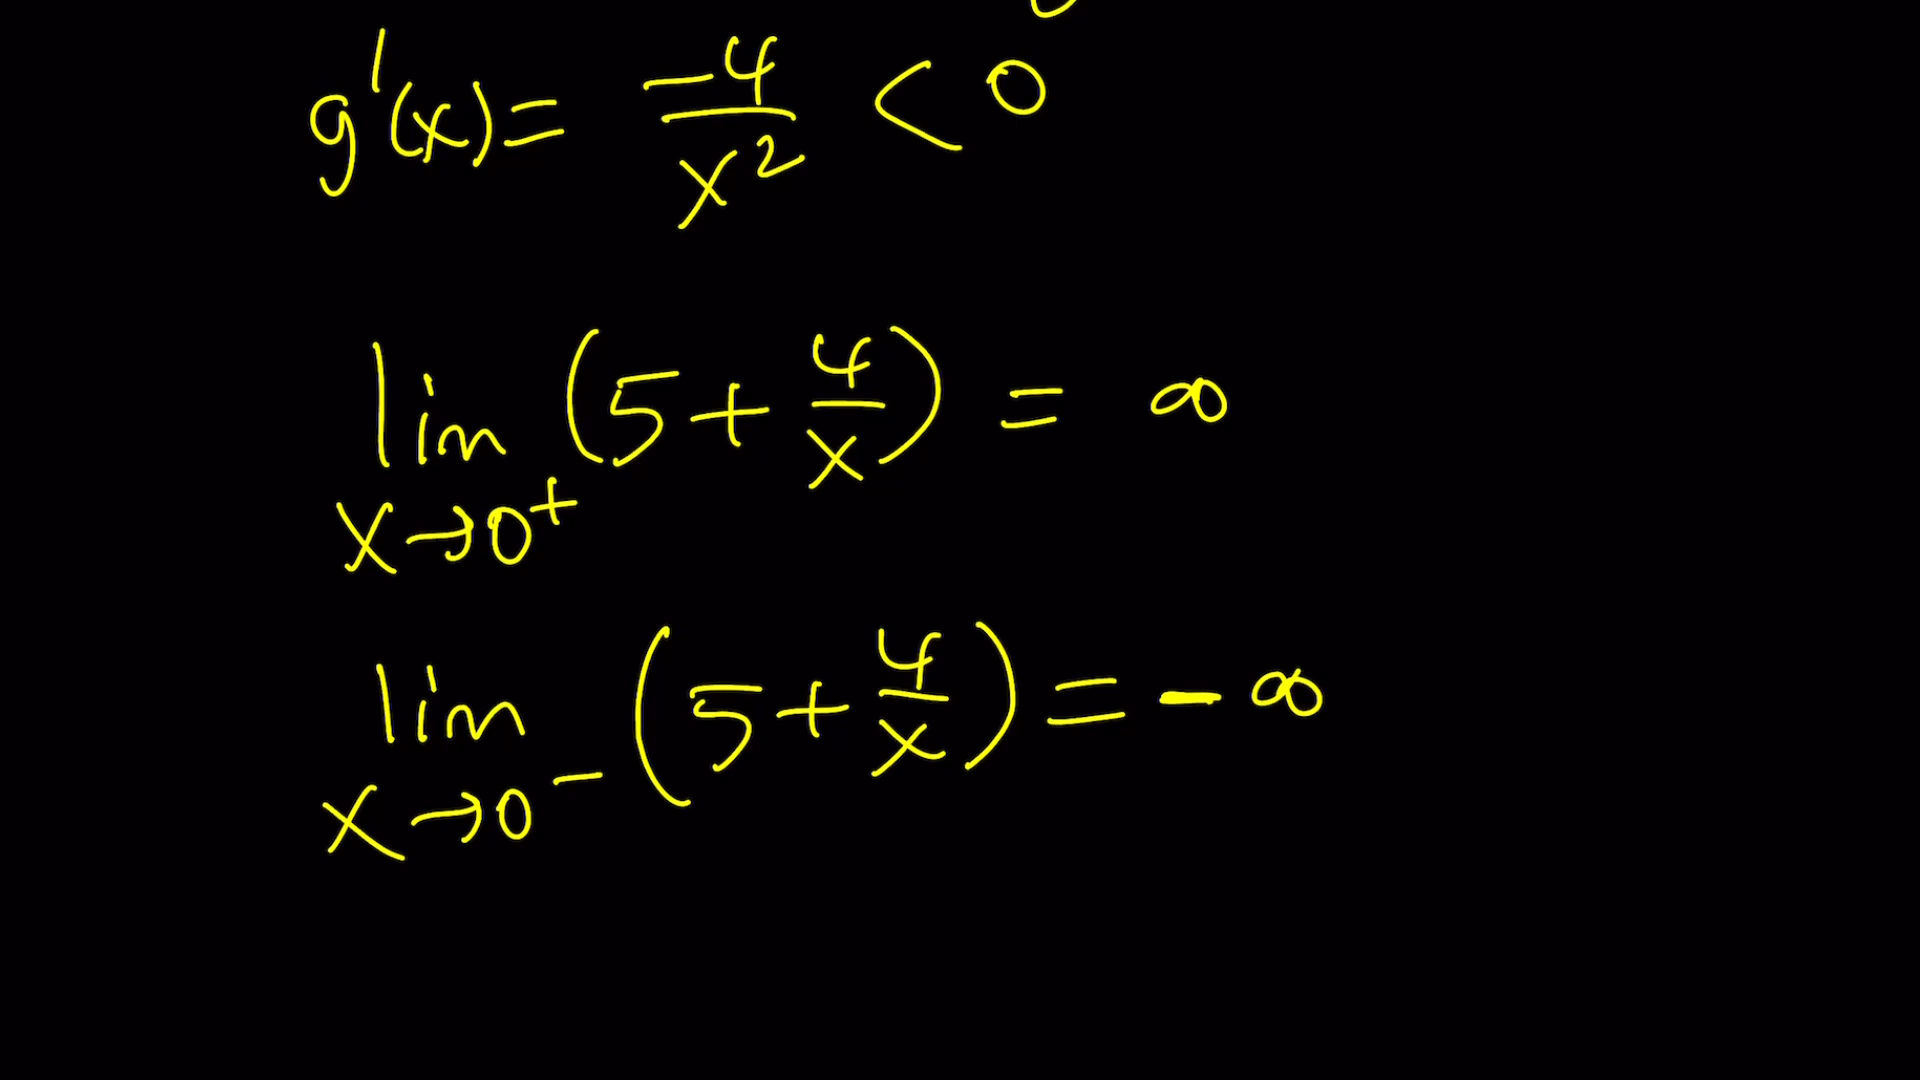 g'(x) = -4/x² < 0
lim x→0⁺ (5 + 4/x) = ∞
lim x→0⁻ (5 + 4/x) = -∞